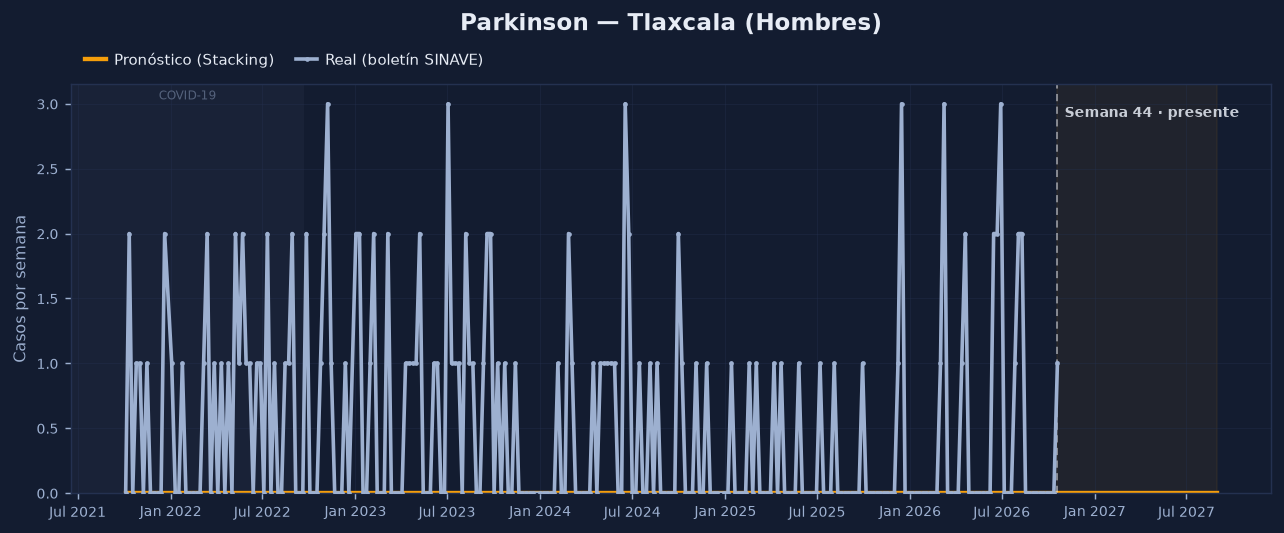 Parkinson — Tlaxcala (Hombres)
Pronóstico (Stacking) Real (boletín SINAVE)
COVID-19
Semana 44 · presente
Casos por semana
3.0
2.5
2.0
1.5
1.0
0.5
0.0
Jul 2021 Jan 2022 Jul 2022 Jan 2023 Jul 2023 Jan 2024 Jul 2024 Jan 2025 Jul 2025 Jan 2026 Jul 2026 Jan 2027 Jul 2027